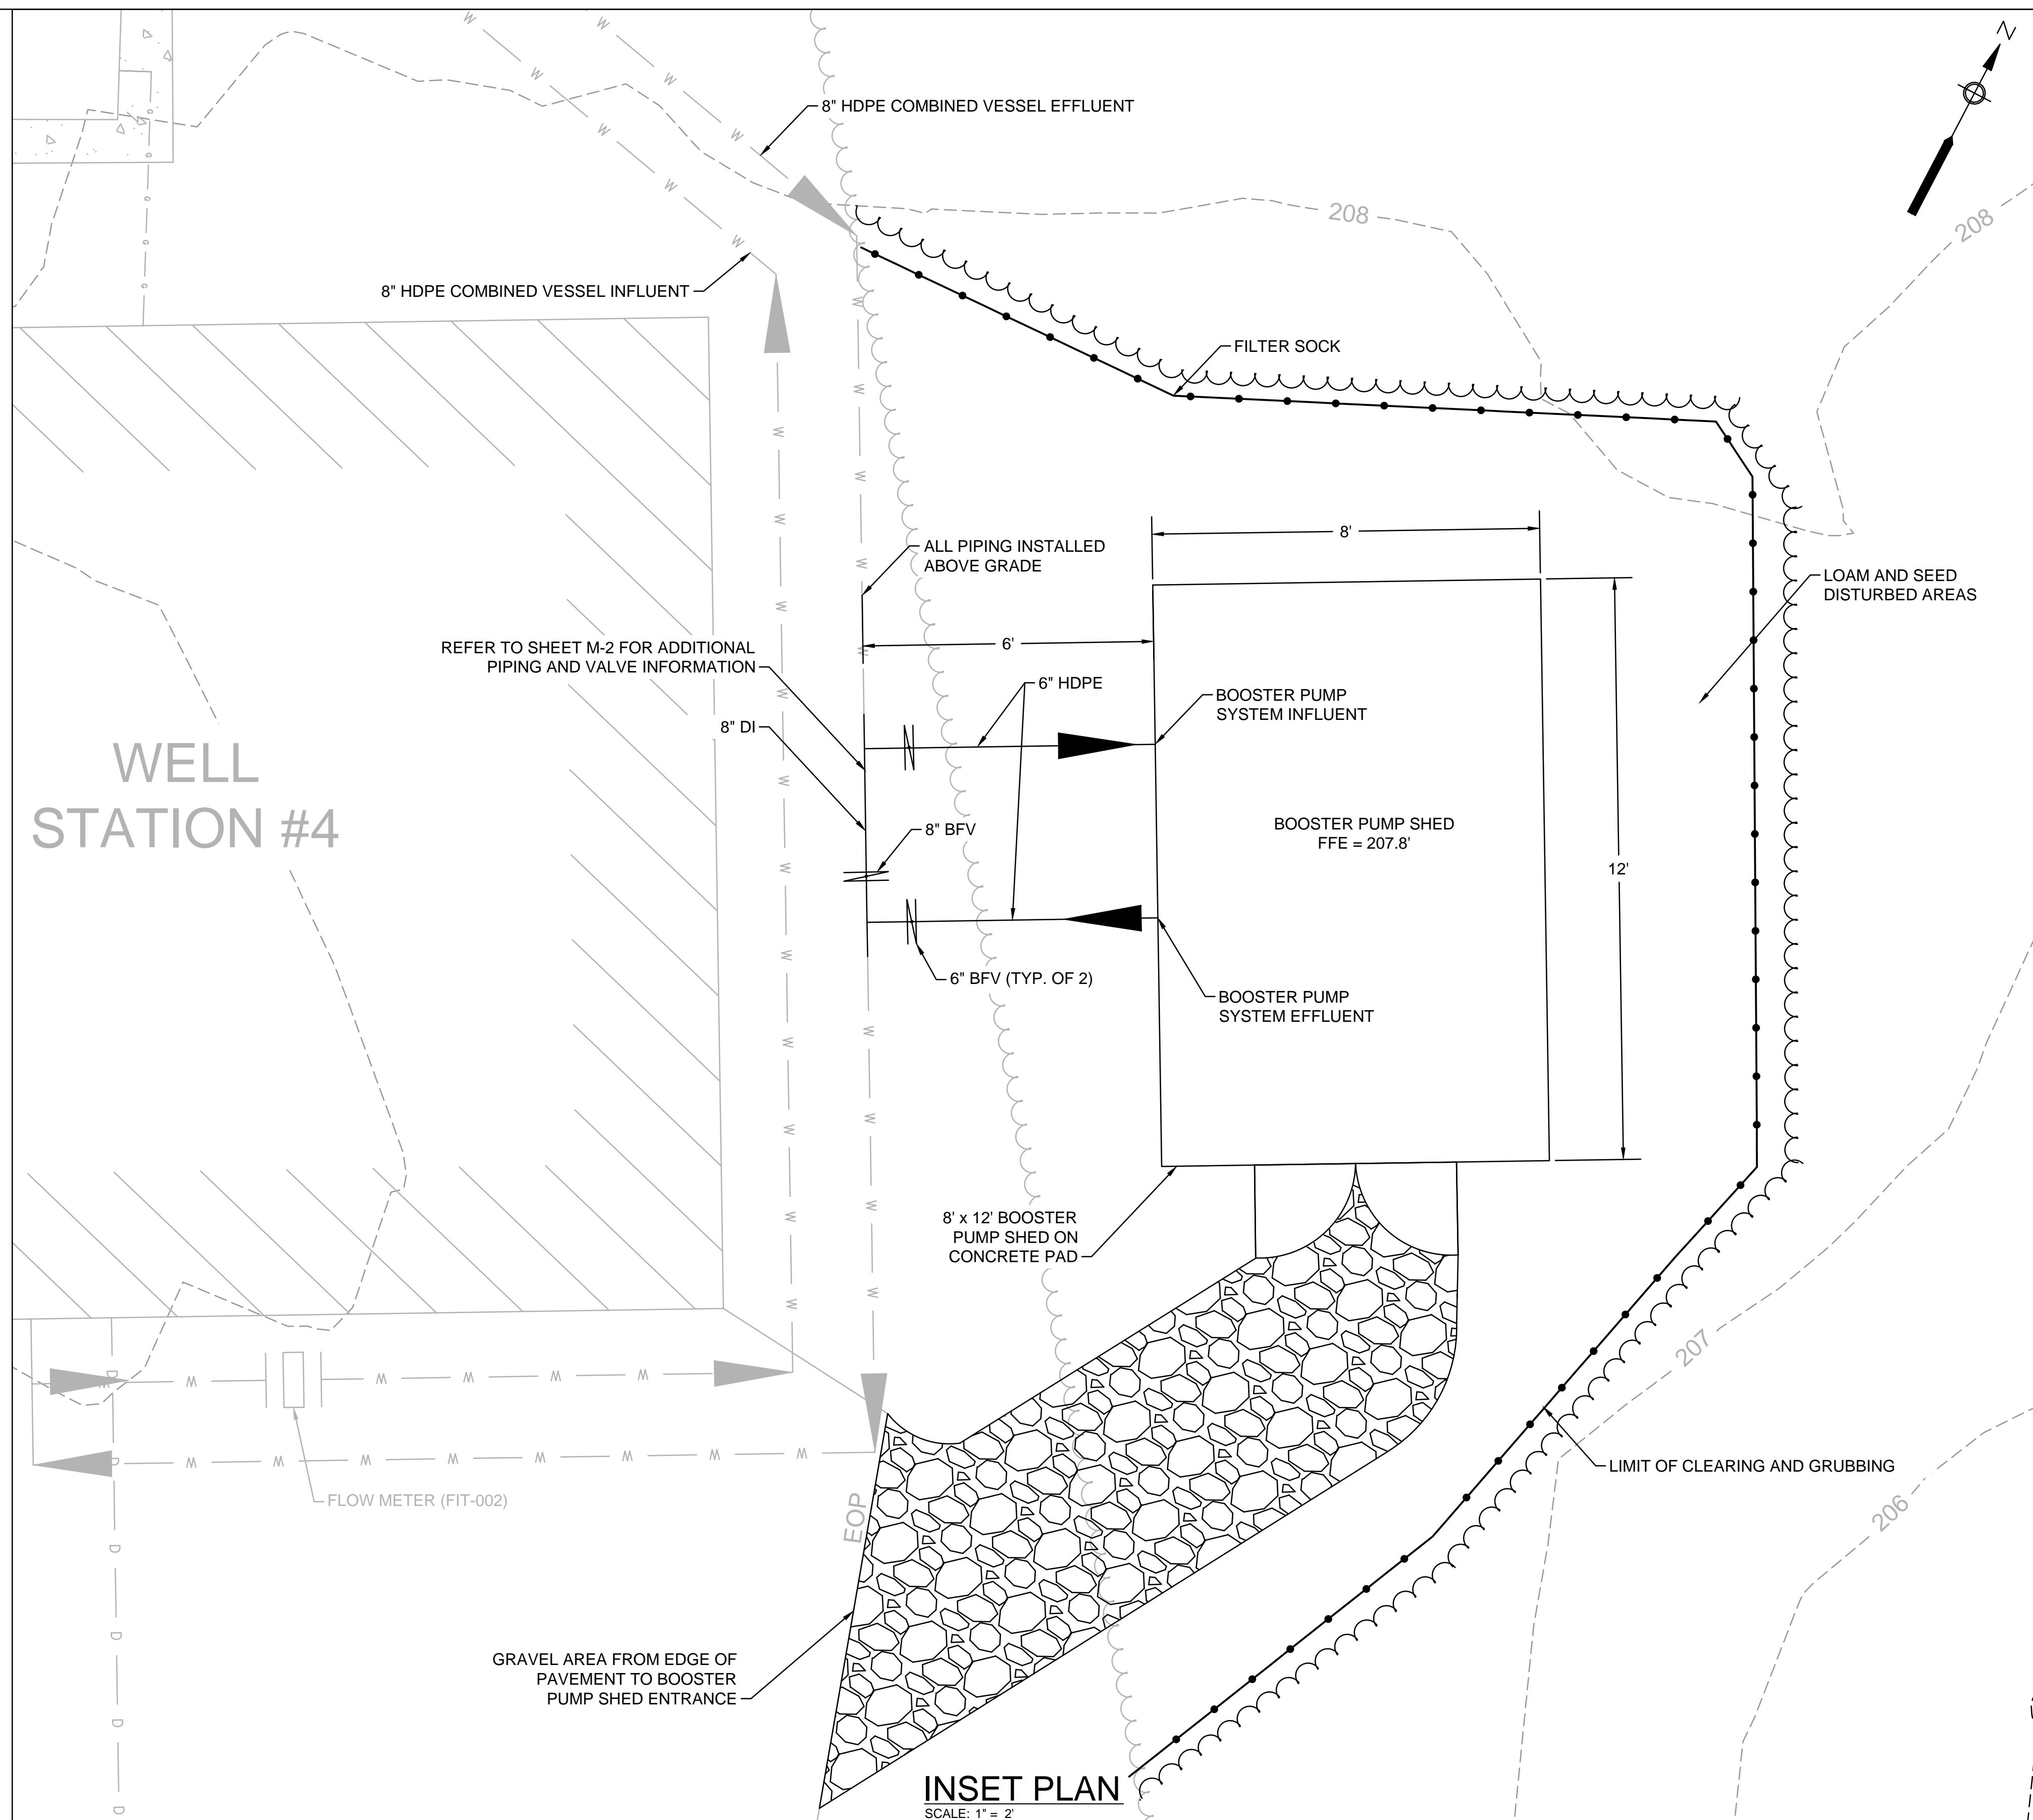 N
8" HDPE COMBINED VESSEL EFFLUENT
208
208
8" HDPE COMBINED VESSEL INFLUENT
FILTER SOCK
8'
ALL PIPING INSTALLED
ABOVE GRADE
LOAM AND SEED
DISTURBED AREAS
6'
REFER TO SHEET M-2 FOR ADDITIONAL
PIPING AND VALVE INFORMATION
6" HDPE
BOOSTER PUMP
SYSTEM INFLUENT
8" DI
WELL
STATION #4
8" BFV
BOOSTER PUMP SHED
FFE = 207.8'
12'
6" BFV (TYP. OF 2)
BOOSTER PUMP
SYSTEM EFFLUENT
8' x 12' BOOSTER
PUMP SHED ON
CONCRETE PAD
207
LIMIT OF CLEARING AND GRUBBING
206
FLOW METER (FIT-002)
EOP
GRAVEL AREA FROM EDGE OF
PAVEMENT TO BOOSTER
PUMP SHED ENTRANCE
INSET PLAN
SCALE: 1" = 2'